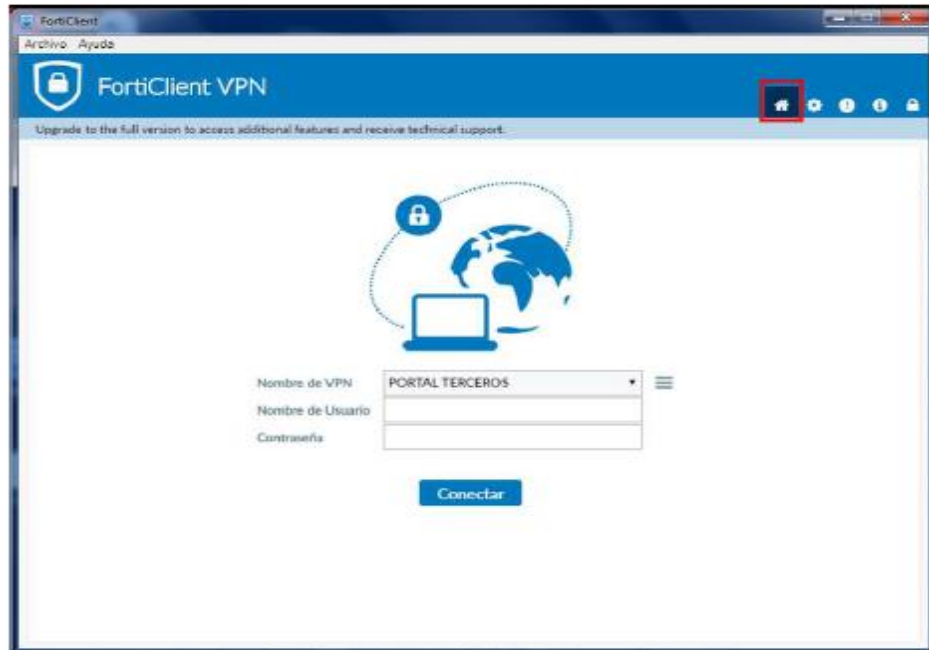 FortiClient
Archivo Ayuda
FortiClient VPN
Upgrade to the full version to access additional features and receive technical support.
Nombre de VPN PORTAL TERCEROS
Nombre de Usuario
Contraseña
Conectar